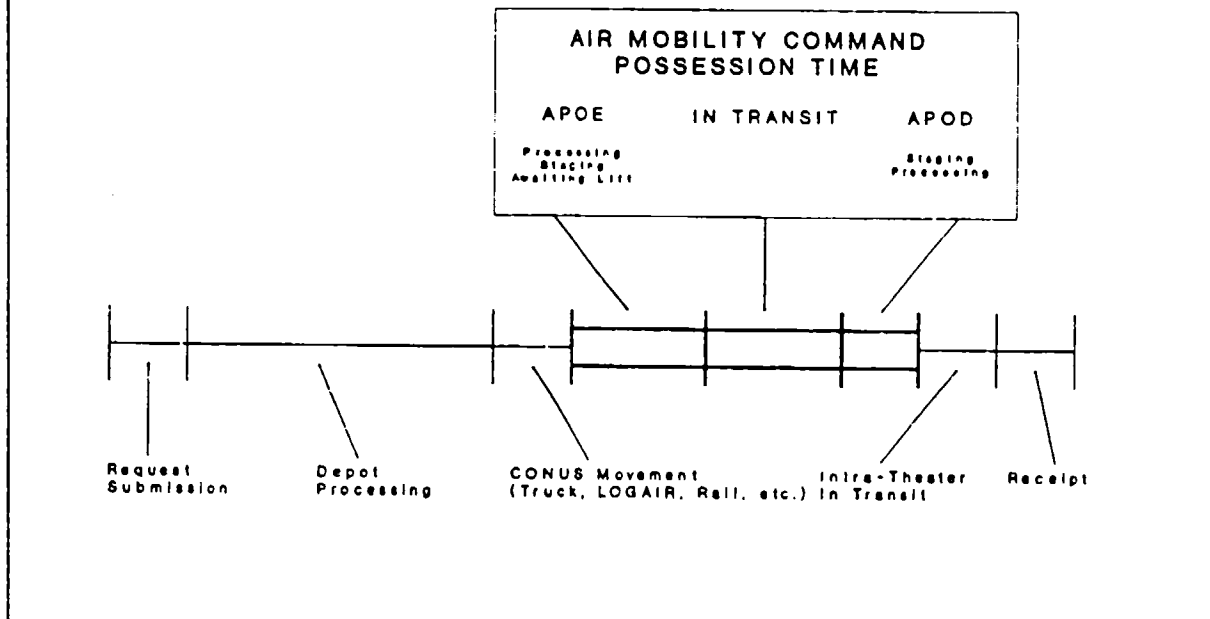 AIR MOBILITY COMMAND
POSSESSION TIME
APOE
IN TRANSIT
APOD
Processing
Staging
Awaiting Lift
Staging
Processing
Request
Submission
Depot
Processing
CONUS Movement
(Truck, LOGAIR, Rail, etc.)
Intra-Theater
In Transit
Receipt